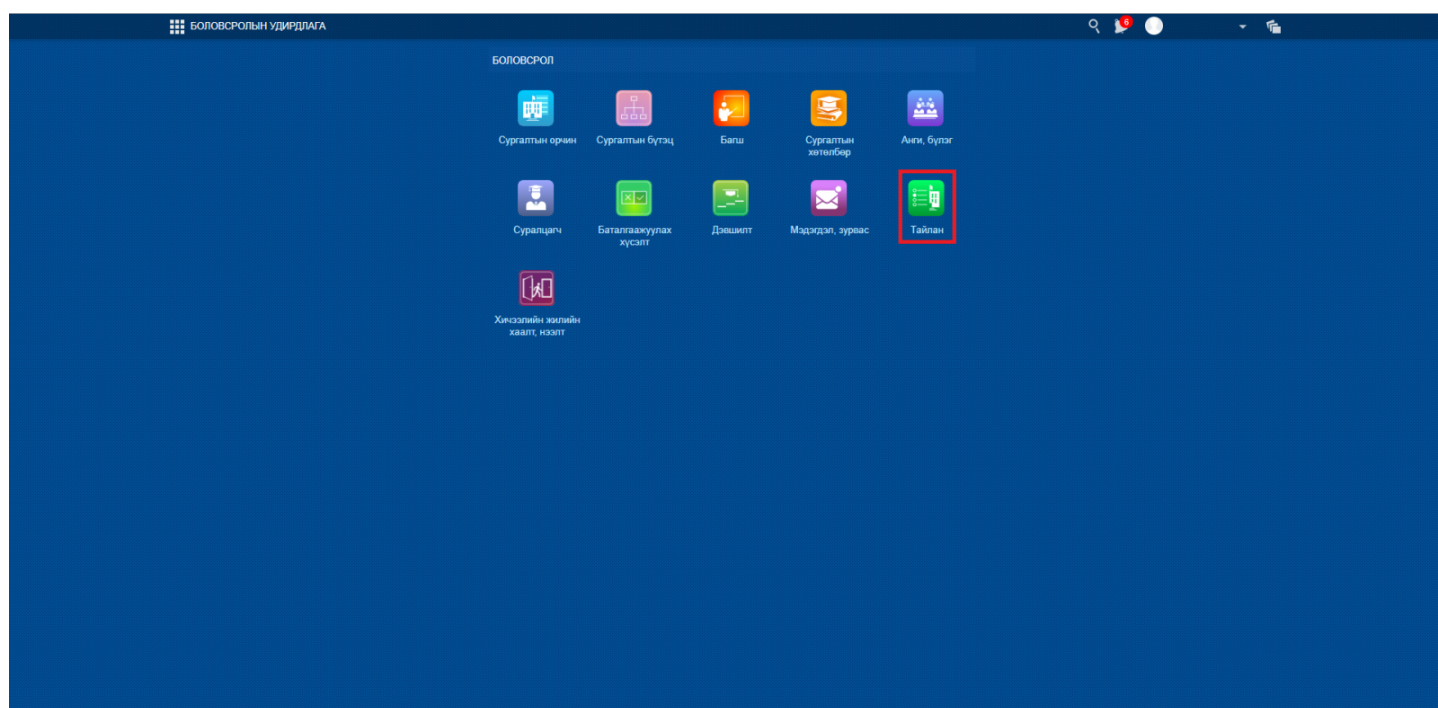 БОЛОВСРОЛЫН УДИРДЛАГА
6
БОЛОВСРОЛ
Сургалтын орчин
Сургалтын бүтэц
Багш
Сургалтын
хөтөлбөр
Анги, бүлэг
Суралцагч
Баталгаажуулах
хүсэлт
Дэвшилт
Мэдэгдэл, зурвас
Тайлан
Хичээлийн жилийн
хаалт, нээлт